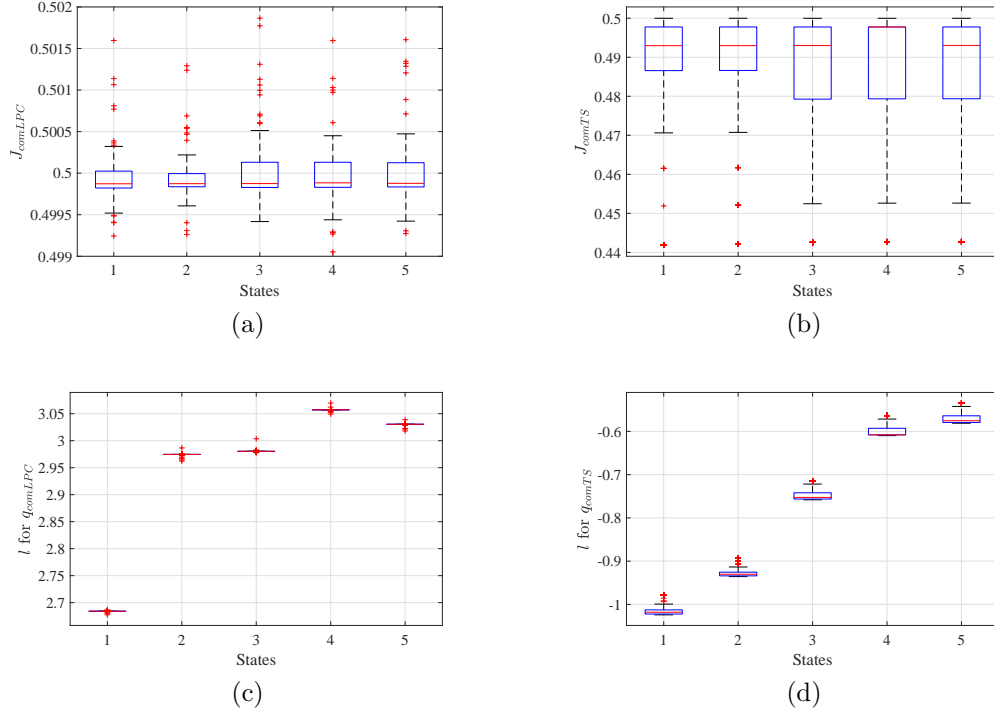 0.502
0.5015
0.501
0.5005
0.5
0.4995
0.499
J_comLPC
1 2 3 4 5
States
(a)
0.5
0.49
0.48
0.47
0.46
0.45
0.44
J_comTS
1 2 3 4 5
States
(b)
3.05
3
2.95
2.9
2.85
2.8
2.75
2.7
l for q_comLPC
1 2 3 4 5
States
(c)
-0.6
-0.7
-0.8
-0.9
-1
l for q_comTS
1 2 3 4 5
States
(d)